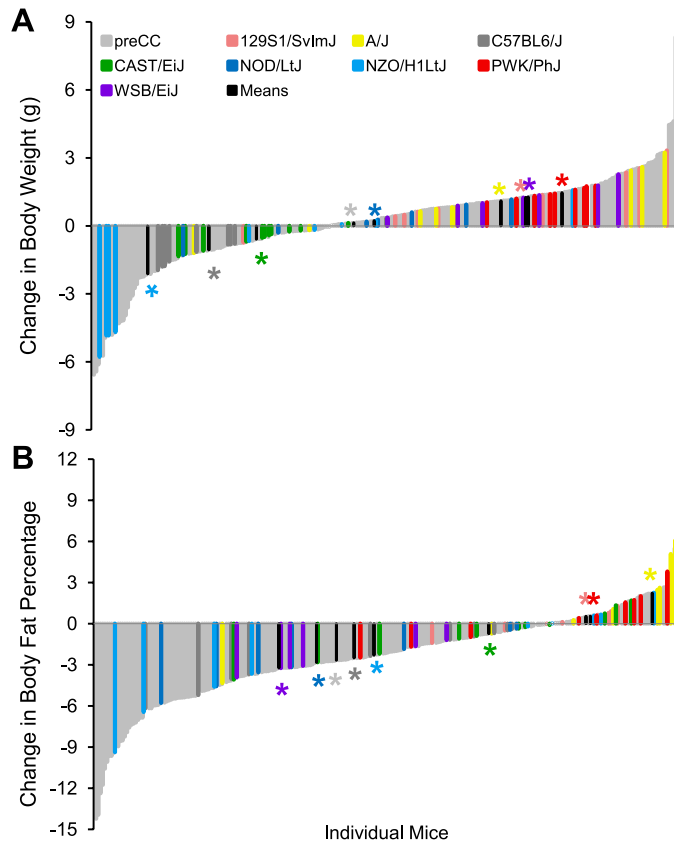 A
9
preCC 129S1/SvlmJ A/J C57BL6/J
CAST/EiJ NOD/LtJ NZO/H1LtJ PWK/PhJ
WSB/EiJ Means
6
3
0
-3
-6
-9
Change in Body Weight (g)
* * * * * *
* * *
B
12
9
6
3
0
-3
-6
-9
-12
-15
Change in Body Fat Percentage
* * *
* * * * * *
Individual Mice